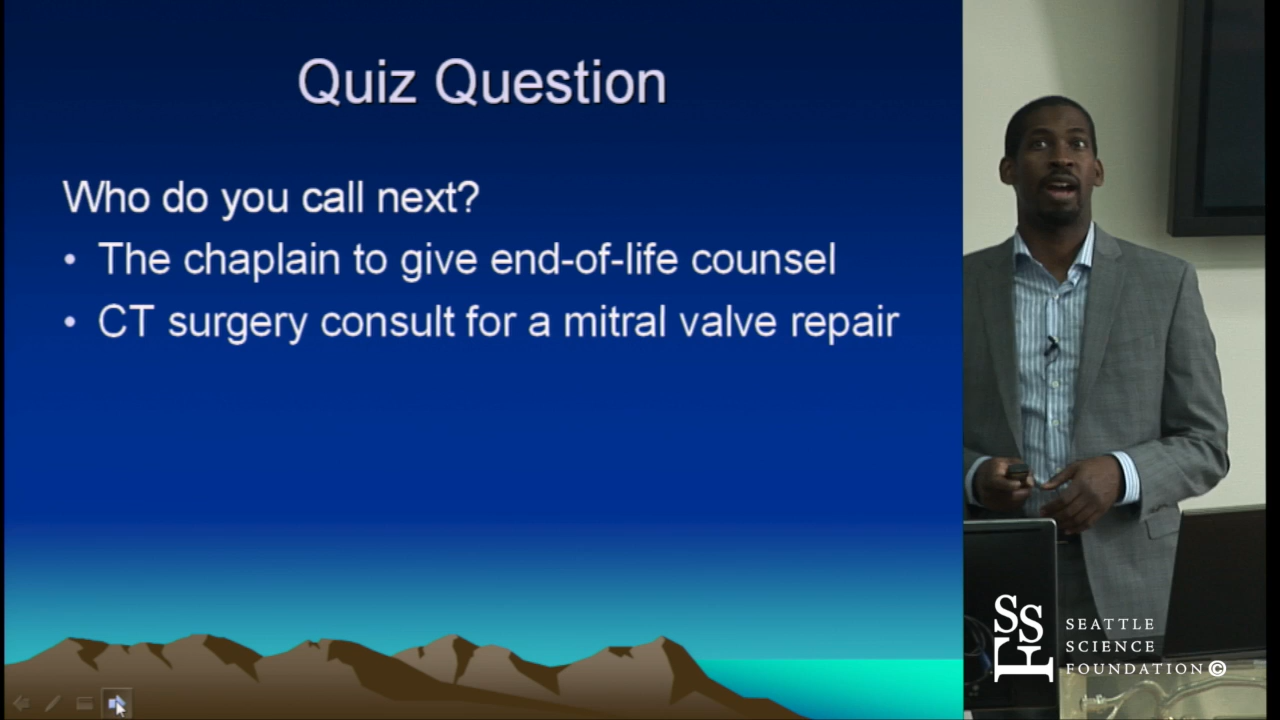 Quiz Question
Who do you call next?
• The chaplain to give end-of-life counsel
• CT surgery consult for a mitral valve repair
SSF
SEATTLE
SCIENCE
FOUNDATION©